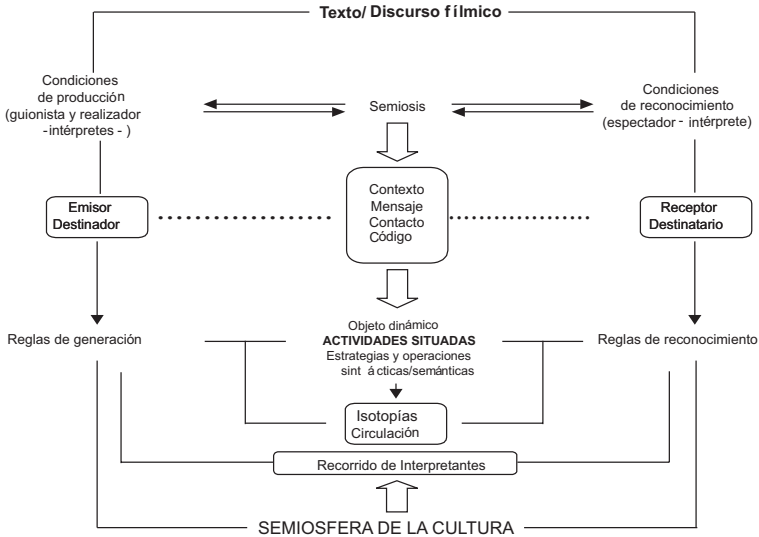 Texto/ Discurso fílmico
Condiciones
de producción
(guionista y realizador
-intérpretes - )
Semiosis
Condiciones
de reconocimiento
(espectador - intérprete)
Emisor
Destinador
Contexto
Mensaje
Contacto
Código
Receptor
Destinatario
Reglas de generación
Objeto dinámico
ACTIVIDADES SITUADAS
Estrategias y operaciones
sint á cticas/semánticas
Reglas de reconocimiento
Isotopías
Circulación
Recorrido de Interpretantes
SEMIOSFERA DE LA CULTURA